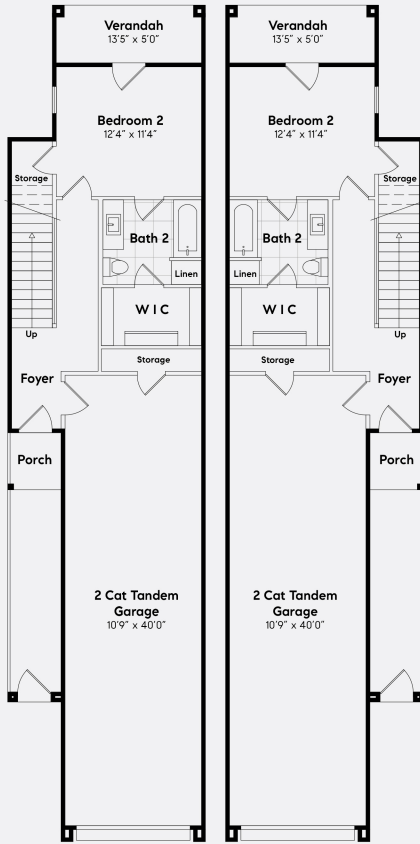 Verandah
13'5" x 5'0"
Bedroom 2
12'4" x 11'4"
Storage
Bath 2
Linen
W I C
Up
Storage
Foyer
Porch
2 Cat Tandem
Garage
10'9" x 40'0"
Verandah
13'5" x 5'0"
Bedroom 2
12'4" x 11'4"
Storage
Bath 2
Linen
W I C
Up
Storage
Foyer
Porch
2 Cat Tandem
Garage
10'9" x 40'0"